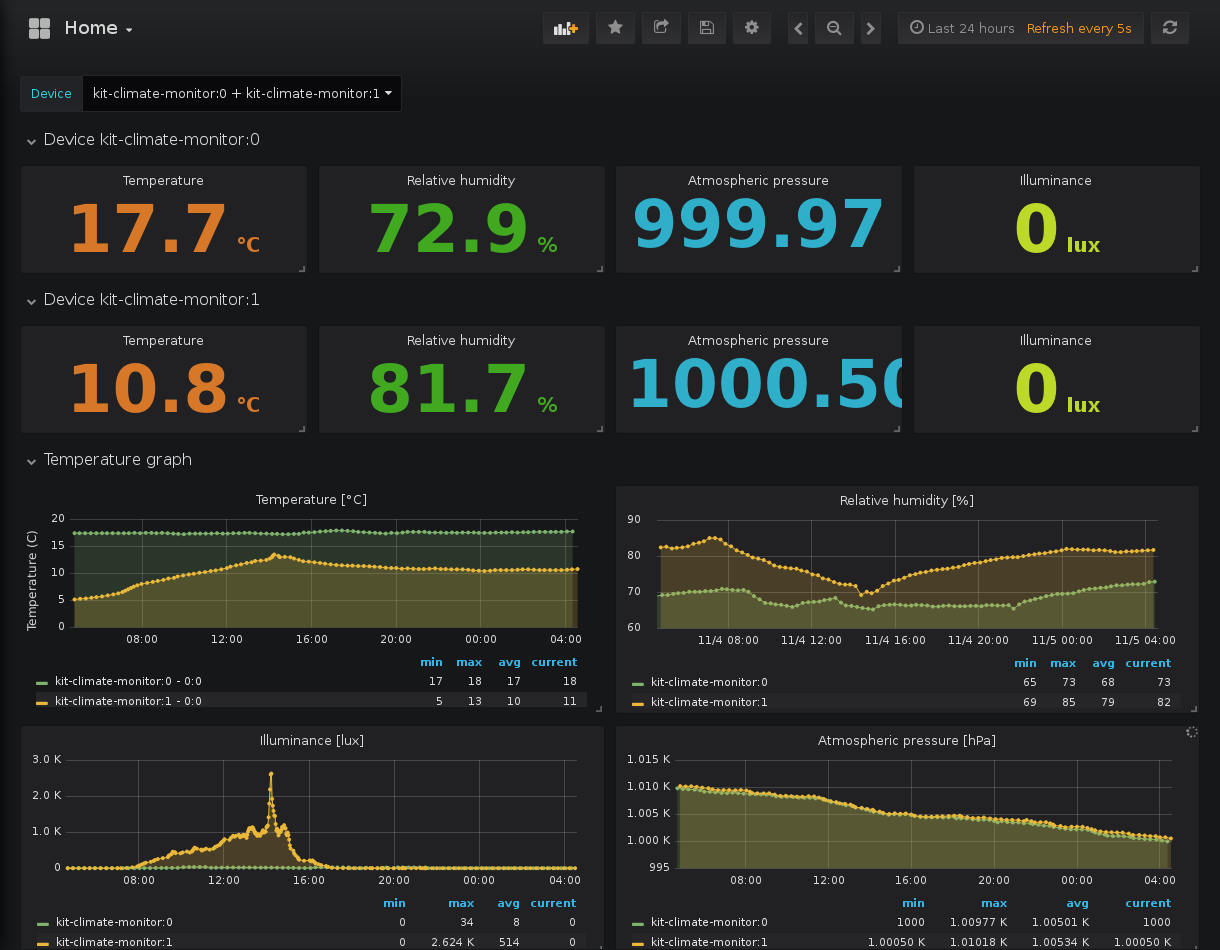 Home
Last 24 hours Refresh every 5s
Device kit-climate-monitor:0 + kit-climate-monitor:1
Device kit-climate-monitor:0
Temperature Relative humidity Atmospheric pressure Illuminance
17.7 °C 72.9 % 999.97 0 lux
Device kit-climate-monitor:1
Temperature Relative humidity Atmospheric pressure Illuminance
10.8 °C 81.7 % 1000.50 0 lux
Temperature graph
Temperature [°C]
Temperature (C)
20
15
10
5
0
08:00 12:00 16:00 20:00 00:00 04:00
min max avg current
kit-climate-monitor:0 - 0:0 17 18 17 18
kit-climate-monitor:1 - 0:0 5 13 10 11
Relative humidity [%]
90
80
70
60
11/4 08:00 11/4 12:00 11/4 16:00 11/4 20:00 11/5 00:00 11/5 04:00
min max avg current
kit-climate-monitor:0 65 73 68 73
kit-climate-monitor:1 69 85 79 82
Illuminance [lux]
3.0 K
2.0 K
1.0 K
0
08:00 12:00 16:00 20:00 00:00 04:00
min max avg current
kit-climate-monitor:0 0 34 8 0
kit-climate-monitor:1 0 2.624 K 514 0
Atmospheric pressure [hPa]
1.015 K
1.010 K
1.005 K
1.000 K
995
08:00 12:00 16:00 20:00 00:00 04:00
min max avg current
kit-climate-monitor:0 1000 1.00977 K 1.00501 K 1000
kit-climate-monitor:1 1.00050 K 1.01018 K 1.00534 K 1.00050 K